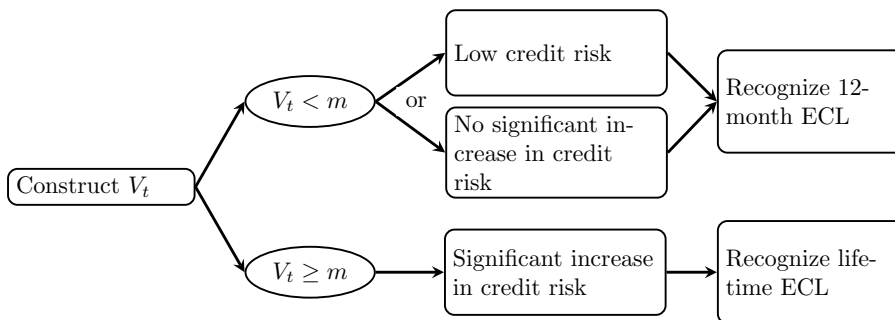 Construct V_t
V_t < m
or
Low credit risk
No significant in-
crease in credit
risk
Recognize 12-
month ECL
V_t ≥ m
Significant increase
in credit risk
Recognize life-
time ECL